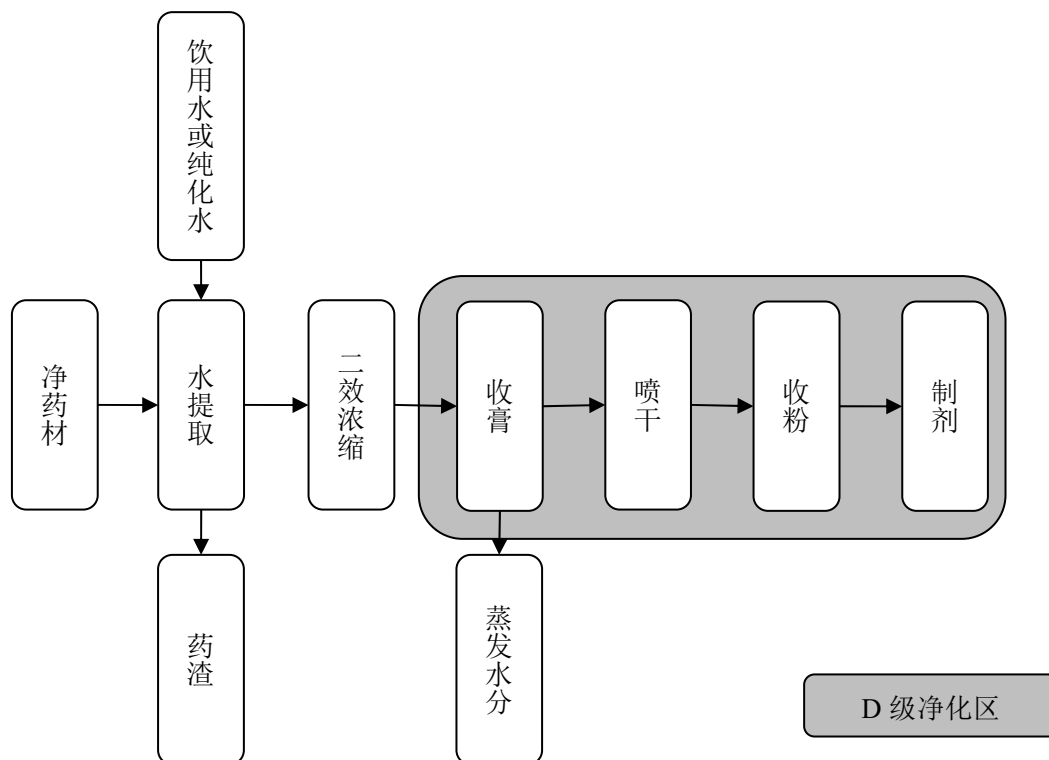 饮用水或纯化水
净药材
水提取
二效浓缩
收膏
喷干
收粉
制剂
药渣
蒸发水分
D 级净化区